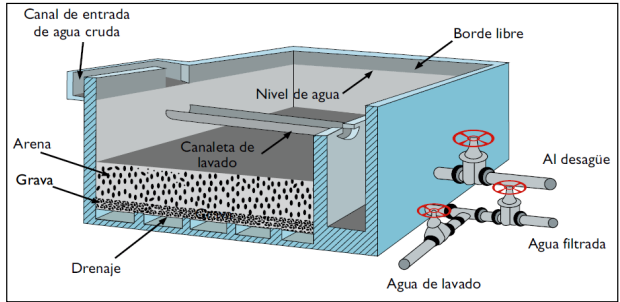 Canal de entrada
de agua cruda
Borde libre
Nivel de agua
Canaleta de
lavado
Arena
Grava
Drenaje
Al desagüe
Agua filtrada
Agua de lavado